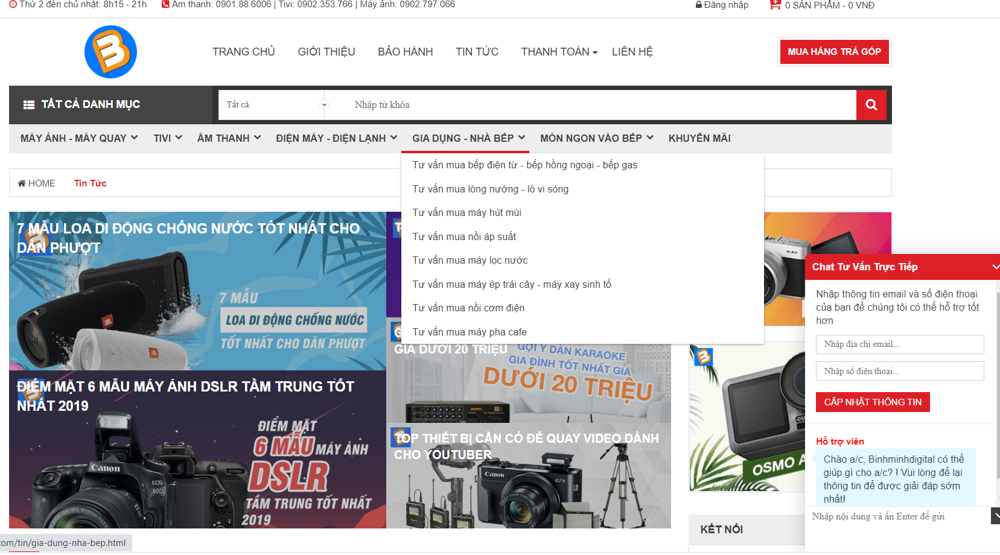 Thứ 2 đến chủ nhật: 8h15 - 21h
Âm thanh: 0901.88.6006 | Tivi: 0902.353.766 | Máy ảnh: 0902.797.066
Đăng nhập
0 SẢN PHẨM - 0 VNĐ
TRANG CHỦ
GIỚI THIỆU
BẢO HÀNH
TIN TỨC
THANH TOÁN
LIÊN HỆ
MUA HÀNG TRẢ GÓP
TẤT CẢ DANH MỤC
Tất cả
Nhập từ khóa
MÁY ẢNH - MÁY QUAY
TIVI
ÂM THANH
ĐIỆN MÁY - ĐIỆN LẠNH
GIA DỤNG - NHÀ BẾP
MÓN NGON VÀO BẾP
KHUYẾN MÃI
Tư vấn mua bếp điện từ - bếp hồng ngoại - bếp gas
Tư vấn mua lòng nướng - lò vi sóng
Tư vấn mua máy hút mùi
Tư vấn mua nồi áp suất
Tư vấn mua máy lọc nước
Tư vấn mua máy ép trái cây - máy xay sinh tố
Tư vấn mua nồi cơm điện
Tư vấn mua máy pha cafe
HOME
Tin Tức
7 MẪU LOA DI ĐỘNG CHỐNG NƯỚC TỐT NHẤT CHO
DÂN PHƯỢT
7 MẪU
LOA DI ĐỘNG CHỐNG NƯỚC
TỐT NHẤT CHO DÂN PHƯỢT
JBL
JBL
ĐIỂM MẶT 6 MẪU MÁY ẢNH DSLR TẦM TRUNG TỐT
NHẤT 2019
ĐIỂM MẶT
6 MẪU MÁY ẢNH
DSLR
TẦM TRUNG TỐT NHẤT
2019
Canon
EOS
80D
GIÁ DƯỚI 20 TRIỆU
GỢI Ý DÀN KARAOKE
GIA ĐÌNH TỐT NHẤT GIÁ
DƯỚI 20 TRIỆU
TOP THIẾT BỊ CẦN CÓ ĐỂ QUAY VIDEO DÀNH
CHO YOUTUBER
Canon
G7X
X-A7
OSMO A
KẾT NỐI
Chat Tư Vấn Trực Tiếp
Nhập thông tin email và số điện thoại
của bạn để chúng tôi có thể hỗ trợ tốt
hơn
Nhập địa chỉ email...
Nhập số điện thoại...
CẬP NHẬT THÔNG TIN
Hỗ trợ viên
Chào a/c, Binhminhdigital có thể
giúp gì cho a/c? ! Vui lòng để lại
thông tin để được giải đáp sớm
nhất!
Nhập nội dung và ấn Enter để gửi
com/tin/gia-dung-nha-bep.html